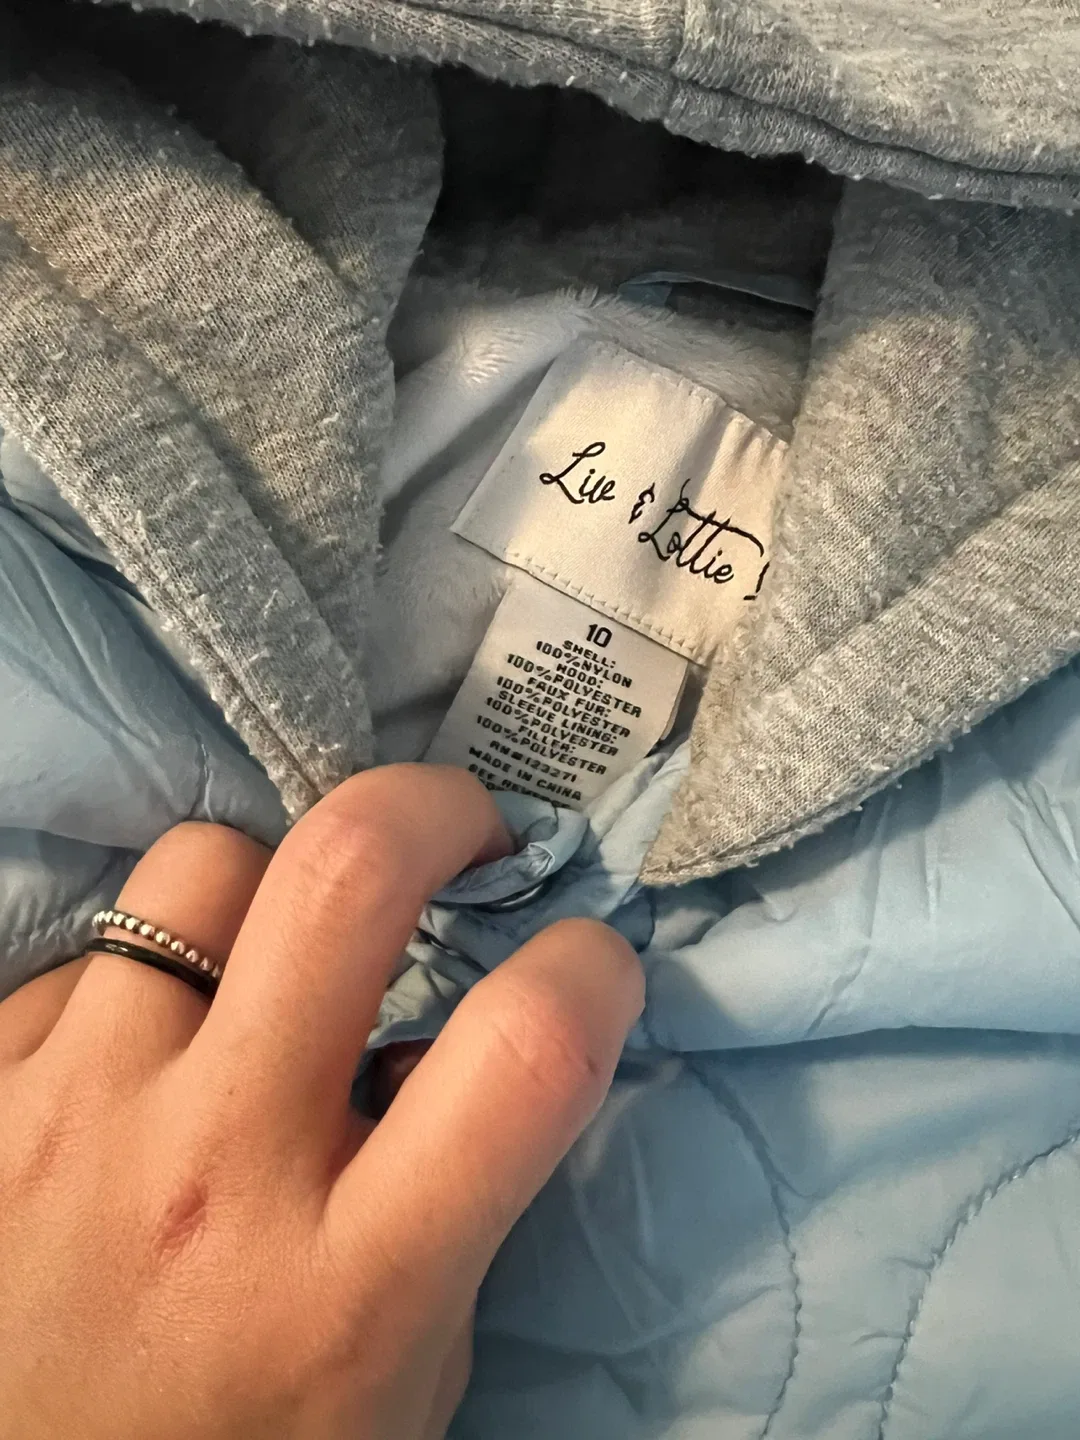 Liv & Lottie
10
SHELL:
100%NYLON
HOOD:
100%POLYESTER
FAUX FUR:
100%POLYESTER
SLEEVE LINING:
100%POLYESTER
FILLER:
100%POLYESTER
RN#123271
MADE IN CHINA
SEE